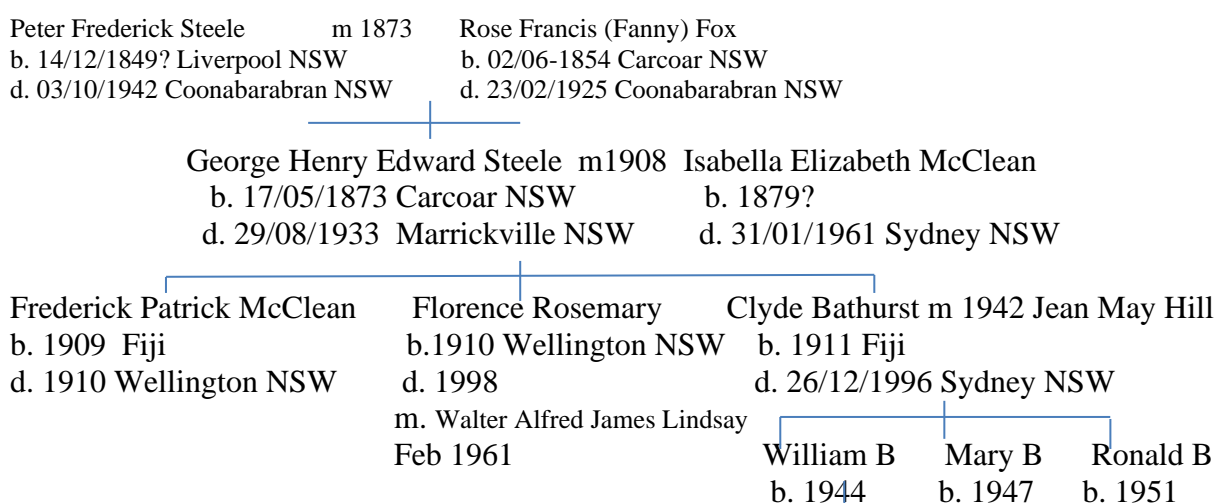 Peter Frederick Steele m 1873 Rose Francis (Fanny) Fox
b. 14/12/1849? Liverpool NSW b. 02/06-1854 Carcoar NSW
d. 03/10/1942 Coonabarabran NSW d. 23/02/1925 Coonabarabran NSW
George Henry Edward Steele m1908 Isabella Elizabeth McClean
b. 17/05/1873 Carcoar NSW b. 1879?
d. 29/08/1933 Marrickville NSW d. 31/01/1961 Sydney NSW
Frederick Patrick McClean Florence Rosemary Clyde Bathurst m 1942 Jean May Hill
b. 1909 Fiji b.1910 Wellington NSW b. 1911 Fiji
d. 1910 Wellington NSW d. 1998 d. 26/12/1996 Sydney NSW
m. Walter Alfred James Lindsay
Feb 1961 William B Mary B Ronald B
b. 1944 b. 1947 b. 1951